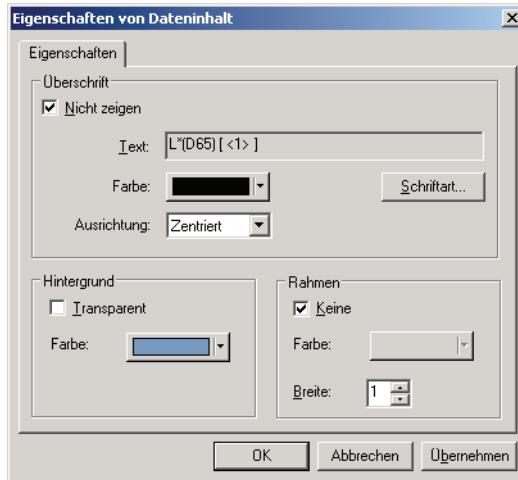 Eigenschaften von Dateninhalt
Eigenschaften
Überschrift
Nicht zeigen
Text: L*(D65) [ <1> ]
Farbe: Schriftart...
Ausrichtung: Zentriert
Hintergrund Rahmen
Transparent Keine
Farbe: Farbe:
Breite: 1
OK Abbrechen Übernehmen